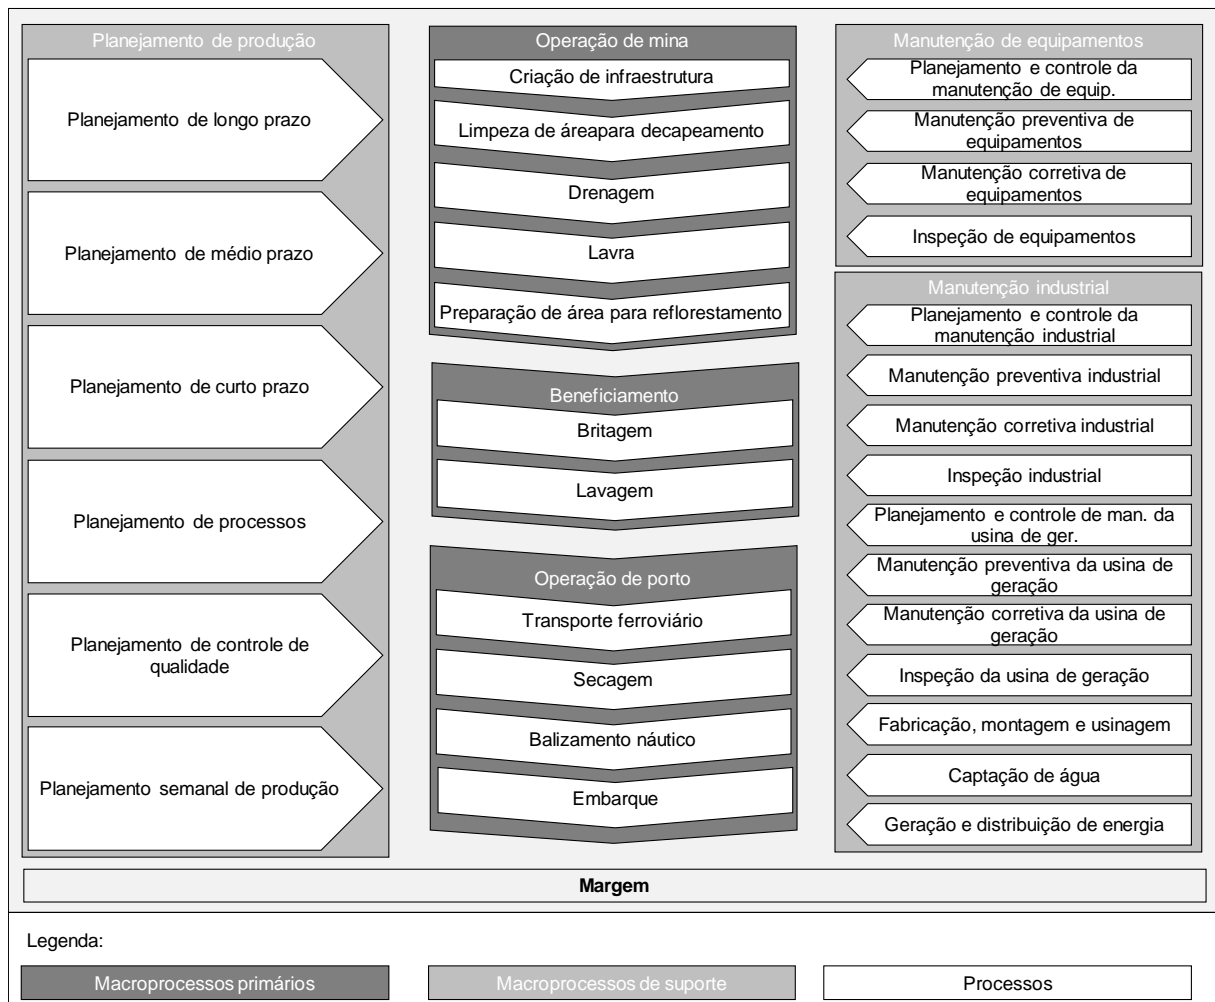 Planejamento de produção
Planejamento de longo prazo
Planejamento de médio prazo
Planejamento de curto prazo
Planejamento de processos
Planejamento de controle de
qualidade
Planejamento semanal de produção
Operação de mina
Criação de infraestrutura
Limpeza de áreapara decapeamento
Drenagem
Lavra
Preparação de área para reflorestamento
Beneficiamento
Britagem
Lavagem
Operação de porto
Transporte ferroviário
Secagem
Balizamento náutico
Embarque
Manutenção de equipamentos
Planejamento e controle da
manutenção de equip.
Manutenção preventiva de
equipamentos
Manutenção corretiva de
equipamentos
Inspeção de equipamentos
Manutenção industrial
Planejamento e controle da
manutenção industrial
Manutenção preventiva industrial
Manutenção corretiva industrial
Inspeção industrial
Planejamento e controle de man. da
usina de ger.
Manutenção preventiva da usina de
geração
Manutenção corretiva da usina de
geração
Inspeção da usina de geração
Fabricação, montagem e usinagem
Captação de água
Geração e distribuição de energia
Margem
Legenda:
Macroprocessos primários
Macroprocessos de suporte
Processos